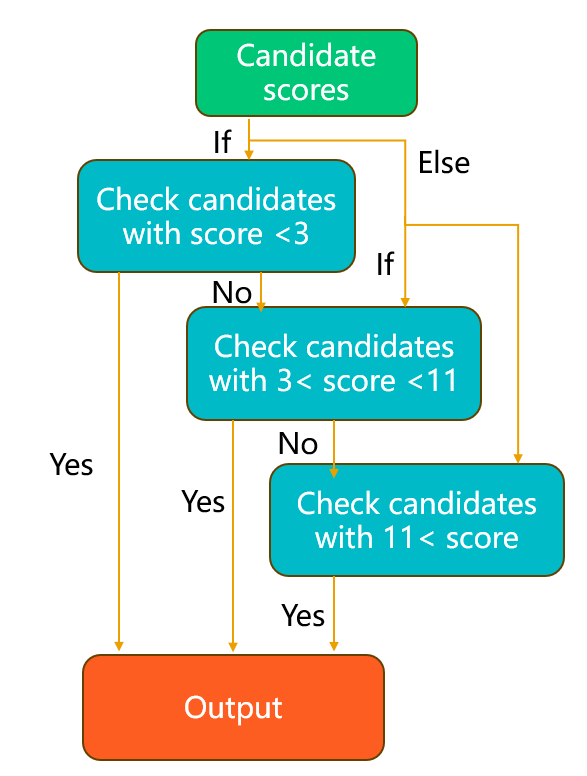 Candidate
scores
If
Else
Check candidates
with score <3
If
No
Check candidates
with 3< score <11
No
Yes
Yes
Check candidates
with 11< score
Yes
Output